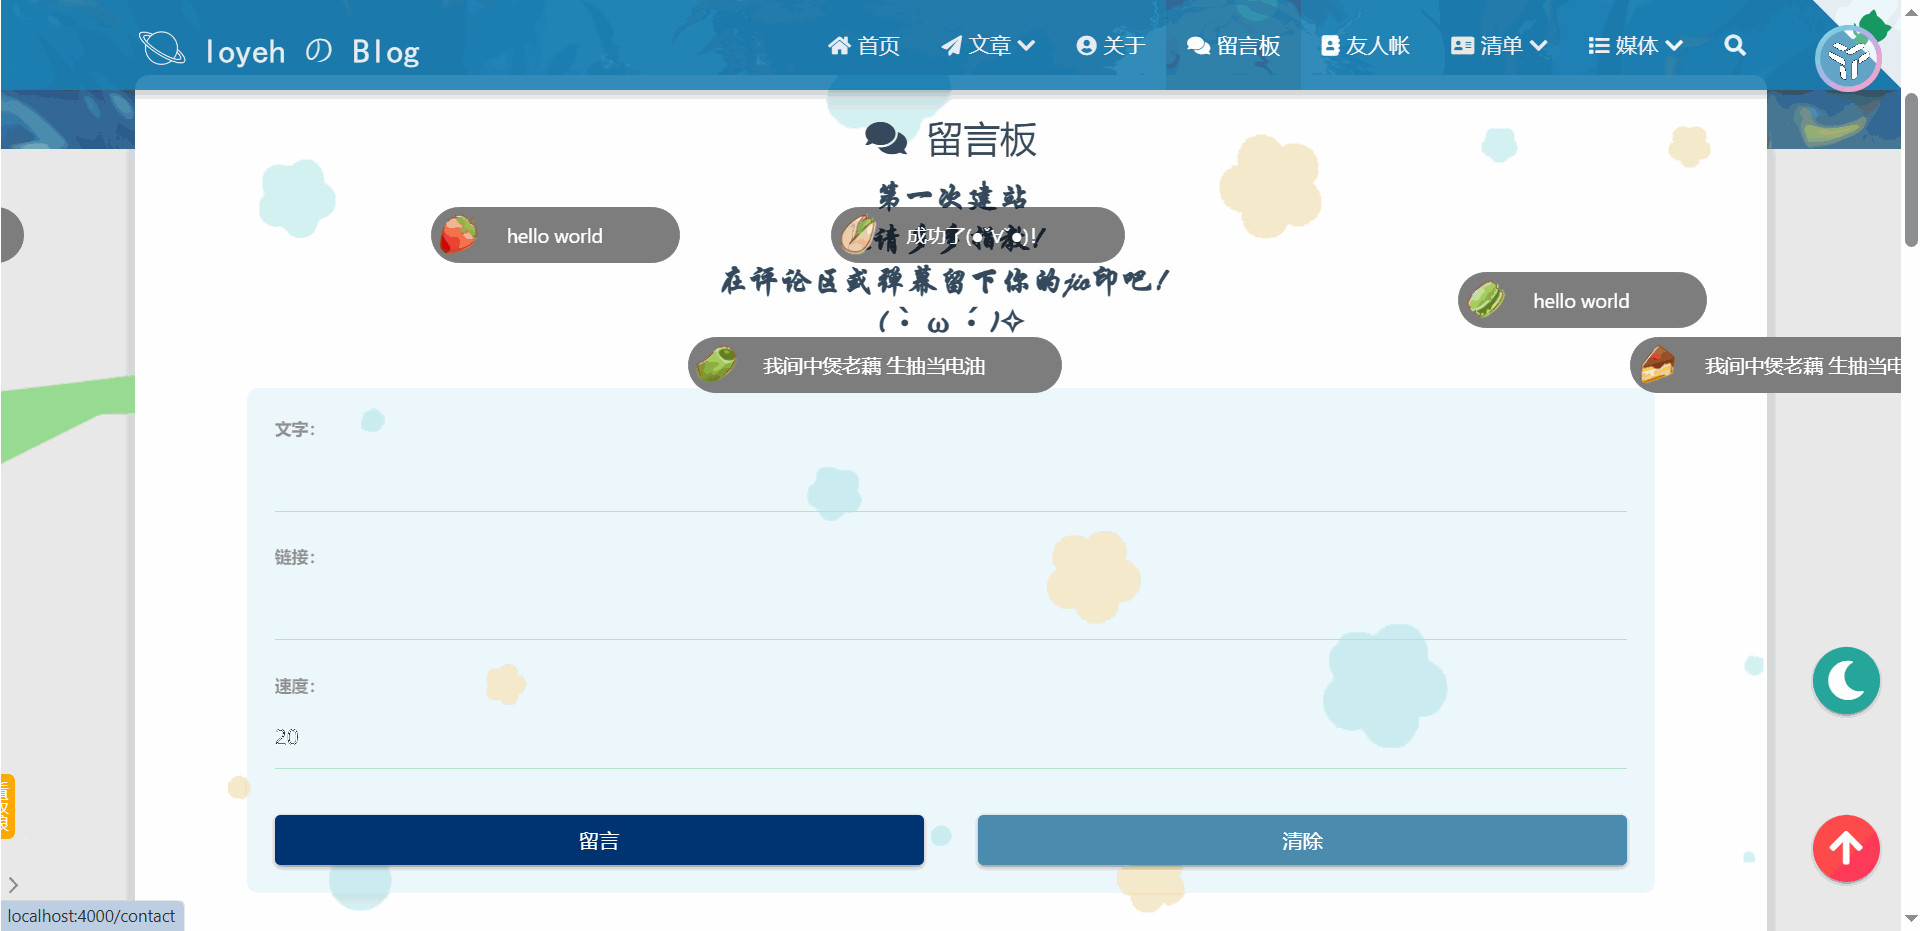 loyeh の Blog
首页
文章
关于
留言板
友人帐
清单
媒体
留言板
第一次建站
请多多指教!
hello world
成功了(●'∀'●)!
在评论区或弹幕留下你的jio印吧!
hello world
(•̀ ω •́ )✧
我间中煲老藕 生抽当电油
我间中煲老藕 生抽当电
文字：
链接：
速度：
20
留言
清除
localhost:4000/contact